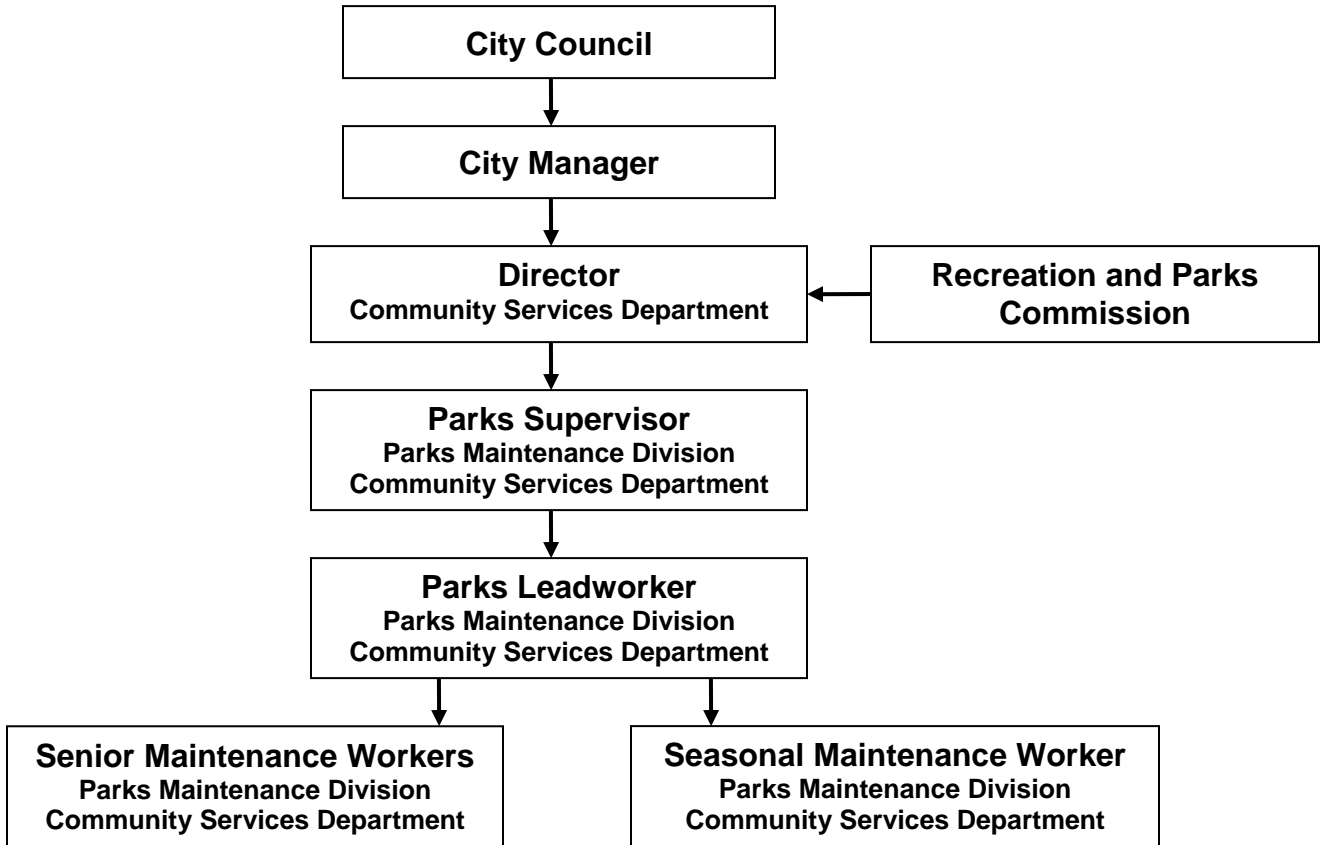 City Council
City Manager
Director
Community Services Department
Recreation and Parks
Commission
Parks Supervisor
Parks Maintenance Division
Community Services Department
Parks Leadworker
Parks Maintenance Division
Community Services Department
Senior Maintenance Workers
Parks Maintenance Division
Community Services Department
Seasonal Maintenance Worker
Parks Maintenance Division
Community Services Department